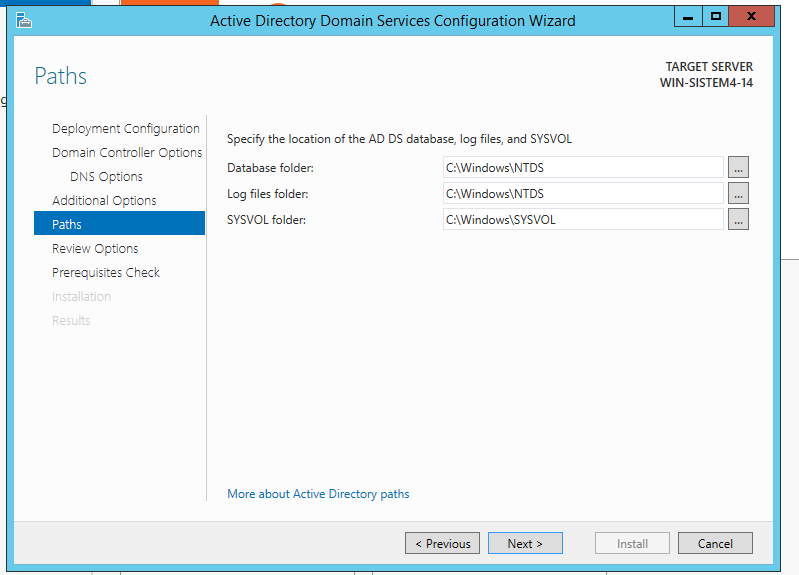 Active Directory Domain Services Configuration Wizard
Paths
TARGET SERVER
WIN-SISTEM4-14
Deployment Configuration
Domain Controller Options
DNS Options
Additional Options
Paths
Review Options
Prerequisites Check
Installation
Results
Specify the location of the AD DS database, log files, and SYSVOL
Database folder: C:\Windows\NTDS ...
Log files folder: C:\Windows\NTDS ...
SYSVOL folder: C:\Windows\SYSVOL ...
More about Active Directory paths
< Previous Next > Install Cancel